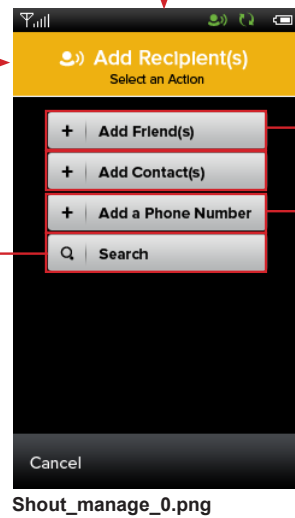 Add Recipient(s)
Select an Action
+ Add Friend(s)
+ Add Contact(s)
+ Add a Phone Number
Search
Cancel
Shout_manage_0.png